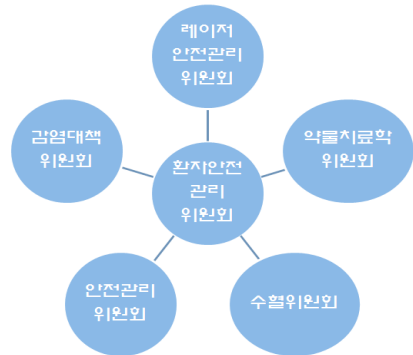 레이저
안전관리
위원회
감염대책
위원회
약물치료학
위원회
환자안전
관리
위원회
안전관리
위원회
수혈위원회